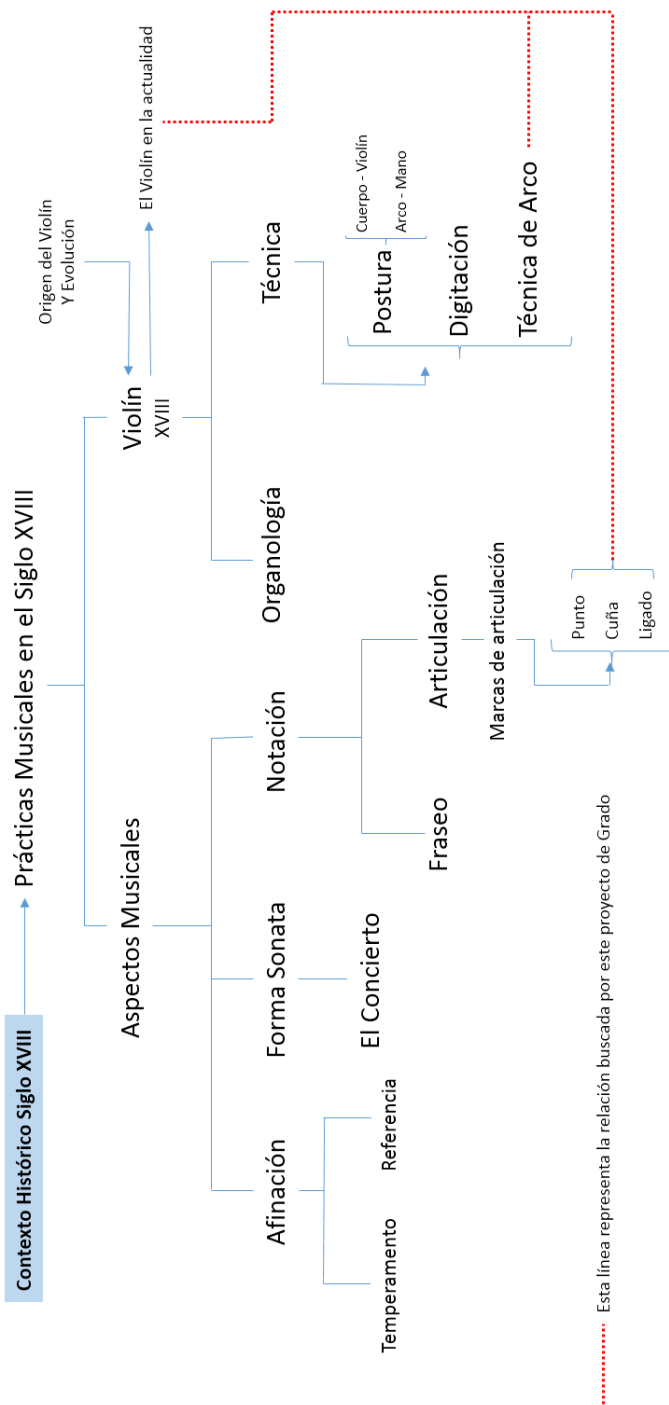 Contexto Histórico Siglo XVIII
Prácticas Musicales en el Siglo XVIII
Origen del Violín
Y Evolución
Aspectos Musicales
Violín
XVIII
El Violín en la actualidad
Afinación
Forma Sonata
Notación
Organología
Técnica
Temperamento
Referencia
El Concierto
Fraseo
Articulación
Marcas de articulación
Postura
Cuerpo - Violín
Arco - Mano
Digitación
Técnica de Arco
Punto
Cuña
Ligado
Esta línea representa la relación buscada por este proyecto de Grado